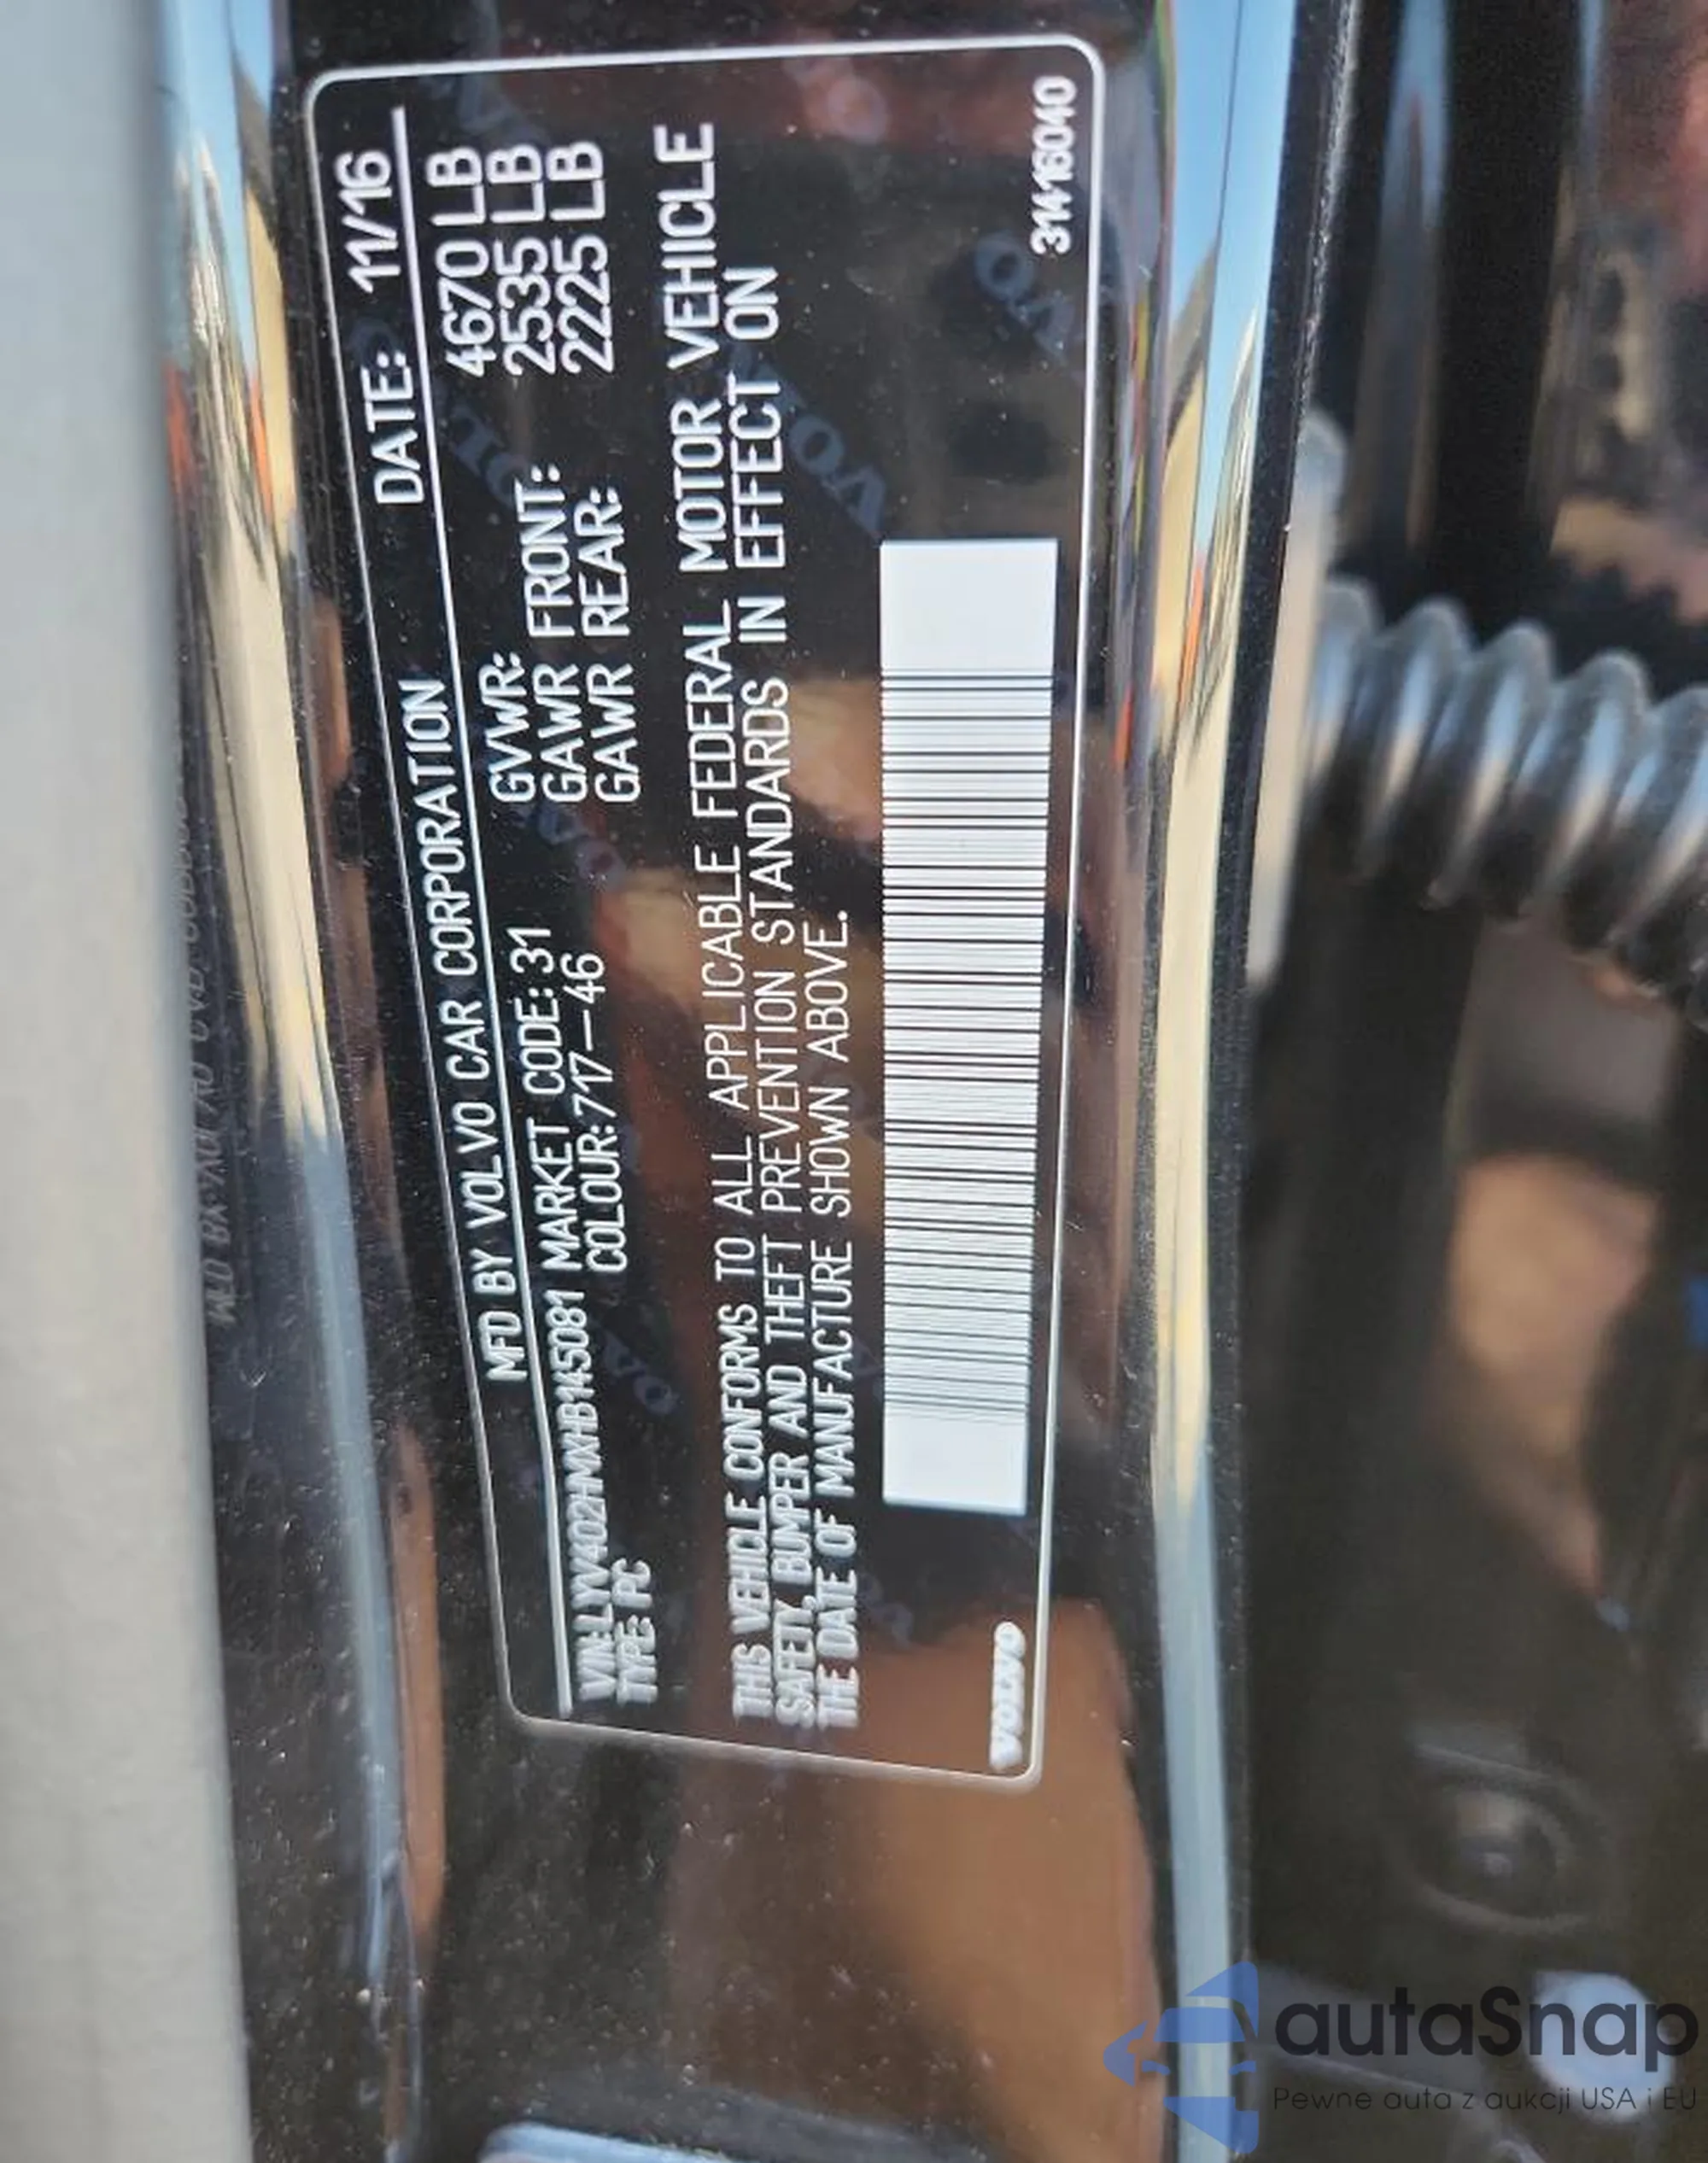 MFD BY VOLVO CAR CORPORATION DATE: 11/16
VIN: LYV402HMXHB145081 MARKET CODE: 31 GVWR: 4670 LB
TYPE: PC COLOUR: 717-46 GAWR FRONT: 2535 LB
GAWR REAR: 2225 LB
THIS VEHICLE CONFORMS TO ALL APPLICABLE FEDERAL MOTOR VEHICLE
SAFETY, BUMPER AND THEFT PREVENTION STANDARDS IN EFFECT ON
THE DATE OF MANUFACTURE SHOWN ABOVE.
VOLVO 31416040
autaSnap
Pewne auta z aukcji USA i EU